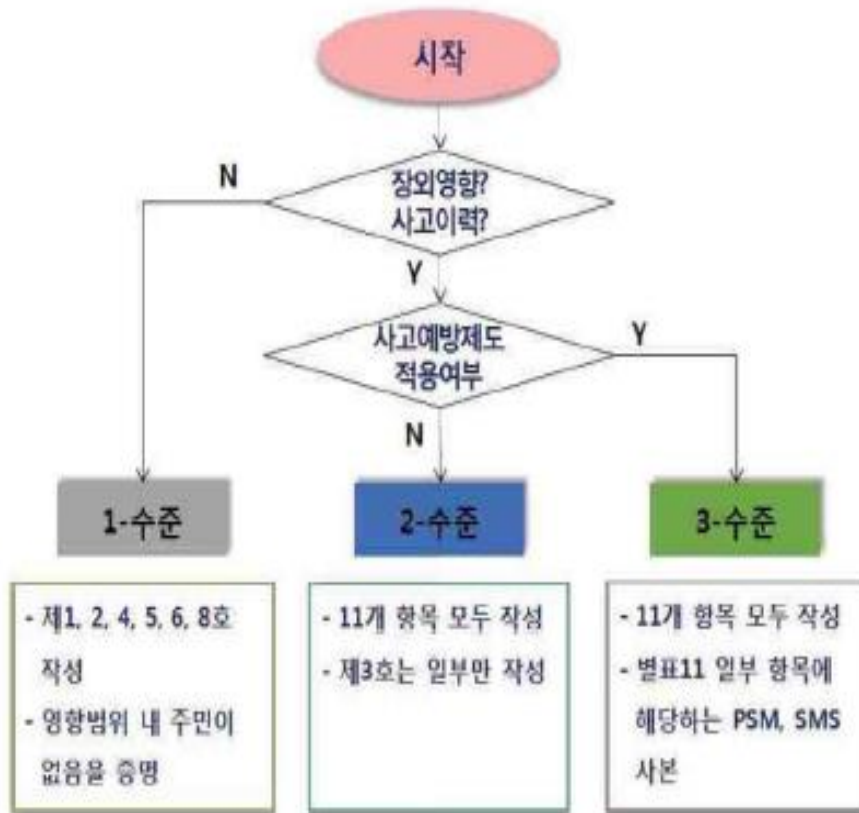 시작
N
장외영향?
사고이력?
Y
사고예방제도
적용여부
Y
N
1-수준
2-수준
3-수준
- 제1, 2, 4, 5, 6, 8호
작성
- 영향범위 내 주민이
없음을 증명
- 11개 항목 모두 작성
- 제3호는 일부만 작성
- 11개 항목 모두 작성
- 별표11 일부 항목에
해당하는 PSM, SMS
사본